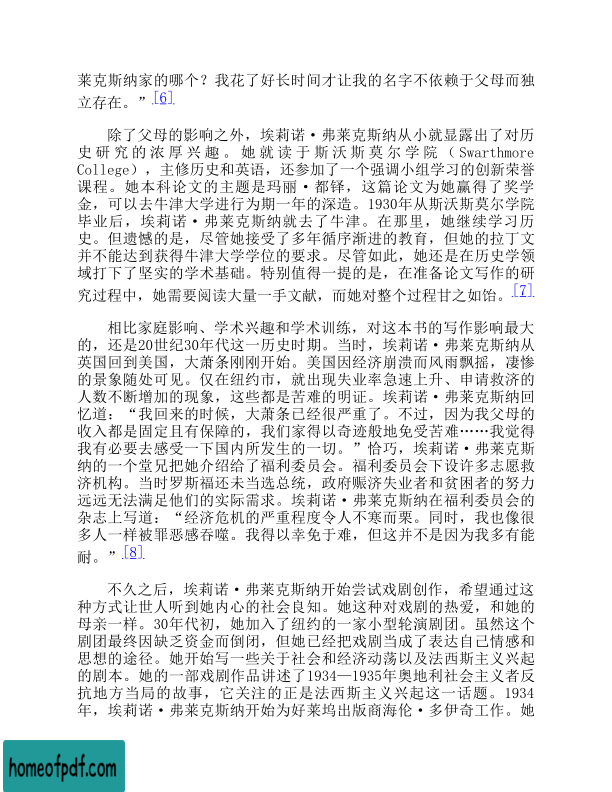 莱克斯纳家的哪个？我花了好长时间才让我的名字不依赖于父母而独
立存在。”[6]
除了父母的影响之外，埃莉诺·弗莱克斯纳从小就显露出了对历
史研究的浓厚兴趣。她就读于斯沃斯莫尔学院（Swarthmore
College），主修历史和英语，还参加了一个强调小组学习的创新荣誉
课程。她本科论文的主题是玛丽·都铎，这篇论文为她赢得了奖学
金，可以去牛津大学进行为期一年的深造。1930年从斯沃斯莫尔学院
毕业后，埃莉诺·弗莱克斯纳就去了牛津。在那里，她继续学习历
史。但遗憾的是，尽管她接受了多年循序渐进的教育，但她的拉丁文
并不能达到获得牛津大学学位的要求。尽管如此，她还是在历史学领
域打下了坚实的学术基础。特别值得一提的是，在准备论文写作的研
究过程中，她需要阅读大量一手文献，而她对整个过程甘之如饴。[7]
相比家庭影响、学术兴趣和学术训练，对这本书的写作影响最大
的，还是20世纪30年代这一历史时期。当时，埃莉诺·弗莱克斯纳从
英国回到美国，大萧条刚刚开始。美国因经济崩溃而风雨飘摇，凄惨
的景象随处可见。仅在纽约市，就出现失业率急速上升、申请救济的
人数不断增加的现象，这些都是苦难的明证。埃莉诺·弗莱克斯纳回
忆道：“我回来的时候，大萧条已经很严重了。不过，因为我父母的
收入都是固定且有保障的，我们家得以奇迹般地免受苦难……我觉得
我有必要去感受一下国内所发生的一切。”恰巧，埃莉诺·弗莱克斯
纳的一个堂兄把她介绍给了福利委员会。福利委员会下设许多志愿救
济机构。当时罗斯福还未当选总统，政府赈济失业者和贫困者的努力
远远无法满足他们的实际需求。埃莉诺·弗莱克斯纳在福利委员会的
杂志上写道：“经济危机的严重程度令人不寒而栗。同时，我也像很
多人一样被罪恶感吞噬。我得以幸免于难，但这并不是因为我多有能
耐。”[8]
不久之后，埃莉诺·弗莱克斯纳开始尝试戏剧创作，希望通过这
种方式让世人听到她内心的社会良知。她这种对戏剧的热爱，和她的
母亲一样。30年代初，她加入了纽约的一家小型轮演剧团。虽然这个
剧团最终因缺乏资金而倒闭，但她已经把戏剧当成了表达自己情感和
思想的途径。她开始写一些关于社会和经济动荡以及法西斯主义兴起
的剧本。她的一部戏剧作品讲述了1934—1935年奥地利社会主义者反
抗地方当局的故事，它关注的正是法西斯主义兴起这一话题。1934
年，埃莉诺·弗莱克斯纳开始为好莱坞出版商海伦·多伊奇工作。她
homeofpdf.com